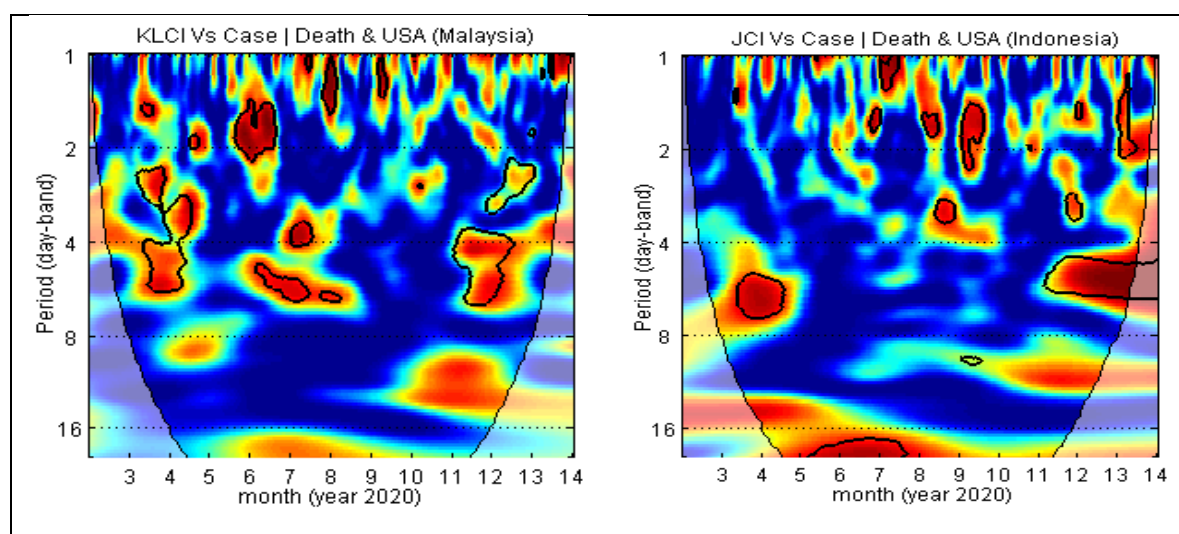 KLCI Vs Case | Death & USA (Malaysia)
Period (day-band)
1
2
4
8
16
3 4 5 6 7 8 9 10 11 12 13 14
month (year 2020)
JCI Vs Case | Death & USA (Indonesia)
Period (day-band)
1
2
4
8
16
3 4 5 6 7 8 9 10 11 12 13 14
month (year 2020)